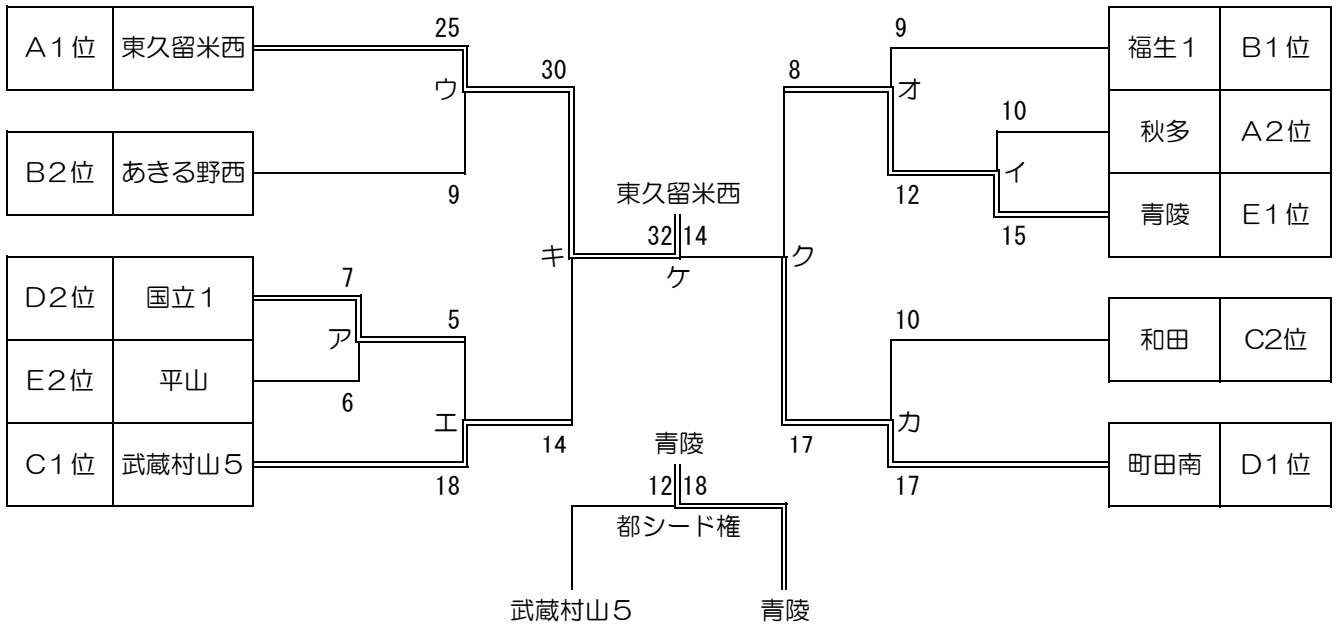 A1位 東久留米西 25 9 福生1 B1位
30 8
ウ オ
10 秋多 A2位
B2位 あきる野西 9 12 イ
東久留米西
15 青陵 E1位
32 14
キ ケ ク
D2位 国立1 7 5 10
ア 和田 C2位
E2位 平山 6
エ 14 青陵 17 カ
C1位 武蔵村山5 18 12 18 17 町田南 D1位
都シード権
武蔵村山5 青陵